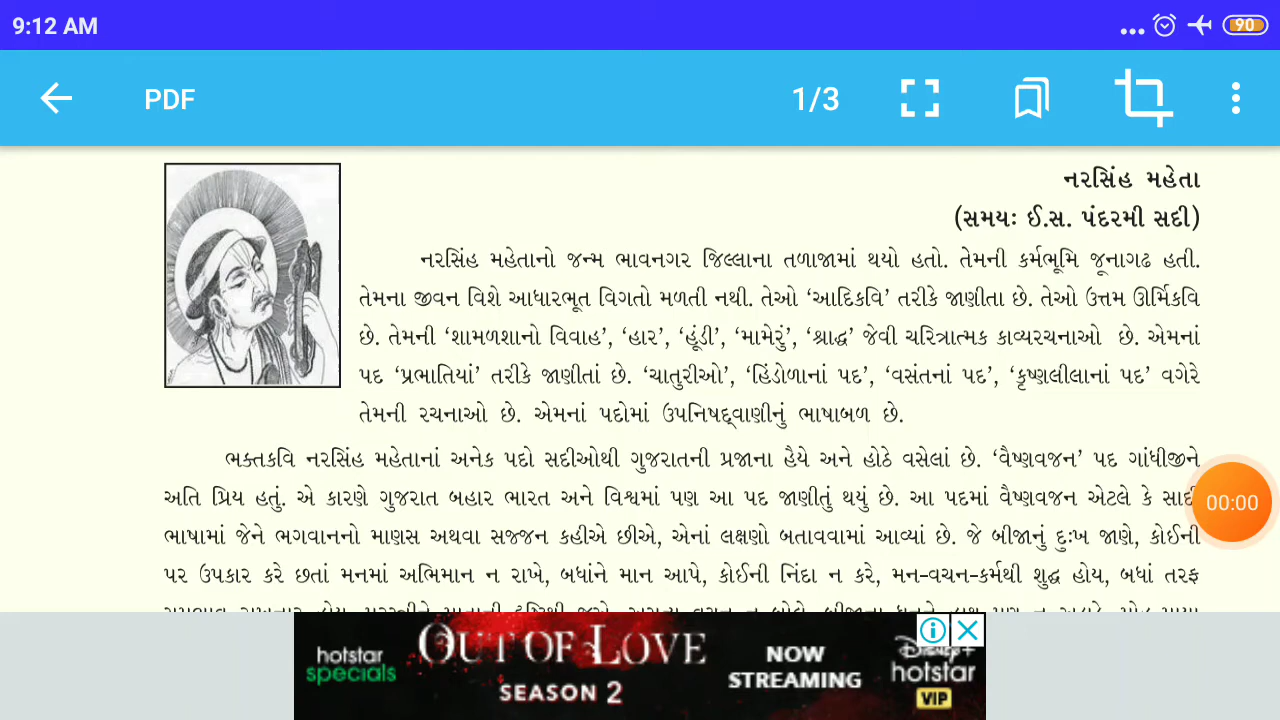 9:12 AM
90
PDF
1/3
નરસિંહ મહેતા
(સમયઃ ઈ.સ. પંદરમી સદી)
નરસિંહ મહેતાનો જન્મ ભાવનગર જિલ્લાના તળાજામાં થયો હતો. તેમની કર્મભૂમિ જૂનાગઢ હતી.
તેમના જીવન વિશે આધારભૂત વિગતો મળતી નથી. તેઓ ‘આદિકવિ’ તરીકે જાણીતા છે. તેઓ ઉત્તમ ઊર્મિકવિ
છે. તેમની ‘શામળશાનો વિવાહ’, ‘હાર’, ‘હૂંડી’, ‘મામેરું’, ‘શ્રાદ્ધ’ જેવી ચરિત્રાત્મક કાવ્યરચનાઓ છે. એમનાં
પદ ‘પ્રભાતિયાં’ તરીકે જાણીતાં છે. ‘ચાતુરીઓ’, ‘હિંડોળાનાં પદ’, ‘વસંતનાં પદ’, ‘કૃષ્ણલીલાનાં પદ’ વગેરે
તેમની રચનાઓ છે. એમનાં પદોમાં ઉપનિષદ્‌વાણીનું ભાષાબળ છે.
ભક્તકવિ નરસિંહ મહેતાનાં અનેક પદો સદીઓથી ગુજરાતની પ્રજાના હૈયે અને હોઠે વસેલાં છે. ‘વૈષ્ણવજન’ પદ ગાંધીજીને
અતિ પ્રિય હતું. એ કારણે ગુજરાત બહાર ભારત અને વિશ્વમાં પણ આ પદ જાણીતું થયું છે. આ પદમાં વૈષ્ણવજન એટલે કે સાદી
00:00
ભાષામાં જેને ભગવાનનો માણસ અથવા સજ્જન કહીએ છીએ, એનાં લક્ષણો બતાવવામાં આવ્યાં છે. જે બીજાનું દુઃખ જાણે, કોઈની
પર ઉપકાર કરે છતાં મનમાં અભિમાન ન રાખે, બધાંને માન આપે, કોઈની નિંદા ન કરે, મન-વચન-કર્મથી શુદ્ધ હોય, બધાં તરફ
hotstar
specials
OUT OF LOVE
SEASON 2
NOW
STREAMING
Disney+
hotstar
VIP